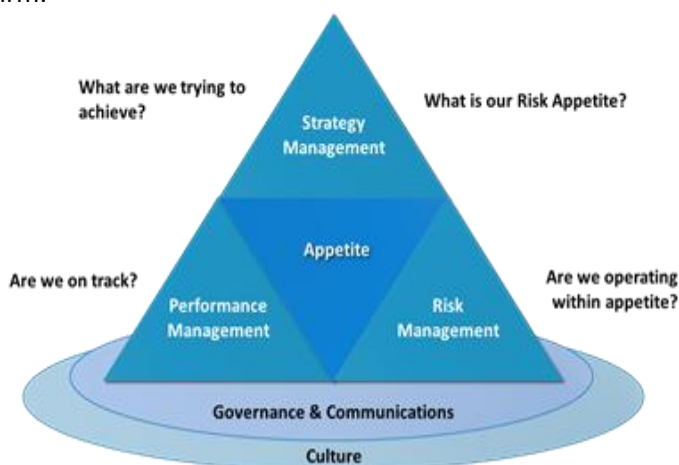 What are we trying to
achieve?
What is our Risk Appetite?
Strategy
Management
Appetite
Are we on track?
Are we operating
within appetite?
Performance
Management
Risk
Management
Governance & Communications
Culture